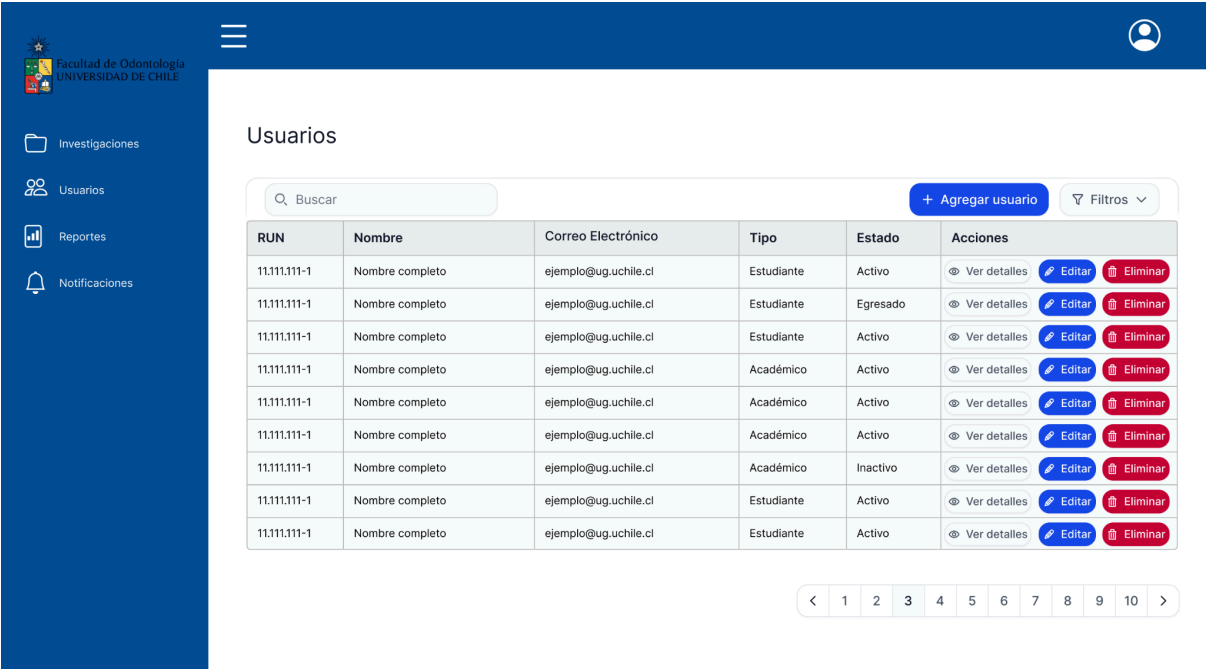 Facultad de Odontología
UNIVERSIDAD DE CHILE
Investigaciones
Usuarios
Reportes
Notificaciones
Usuarios
Buscar + Agregar usuario Filtros
RUN Nombre Correo Electrónico Tipo Estado Acciones
11.111.111-1 Nombre completo ejemplo@ug.uchile.cl Estudiante Activo Ver detalles Editar Eliminar
11.111.111-1 Nombre completo ejemplo@ug.uchile.cl Estudiante Egresado Ver detalles Editar Eliminar
11.111.111-1 Nombre completo ejemplo@ug.uchile.cl Estudiante Activo Ver detalles Editar Eliminar
11.111.111-1 Nombre completo ejemplo@ug.uchile.cl Académico Activo Ver detalles Editar Eliminar
11.111.111-1 Nombre completo ejemplo@ug.uchile.cl Académico Activo Ver detalles Editar Eliminar
11.111.111-1 Nombre completo ejemplo@ug.uchile.cl Académico Activo Ver detalles Editar Eliminar
11.111.111-1 Nombre completo ejemplo@ug.uchile.cl Académico Inactivo Ver detalles Editar Eliminar
11.111.111-1 Nombre completo ejemplo@ug.uchile.cl Estudiante Activo Ver detalles Editar Eliminar
11.111.111-1 Nombre completo ejemplo@ug.uchile.cl Estudiante Activo Ver detalles Editar Eliminar
1 2 3 4 5 6 7 8 9 10